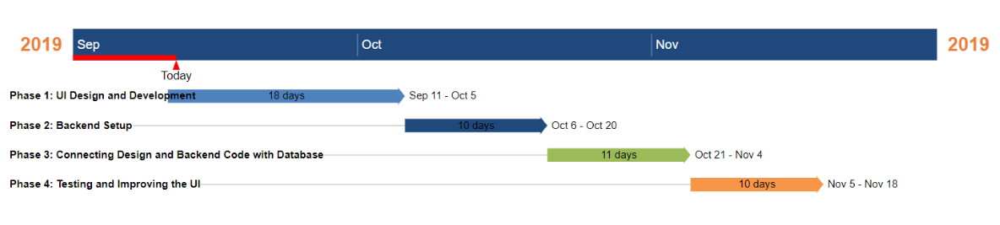 2019 Sep Oct Nov 2019
Today
Phase 1: UI Design and Development 18 days Sep 11 - Oct 5
Phase 2: Backend Setup 10 days Oct 6 - Oct 20
Phase 3: Connecting Design and Backend Code with Database 11 days Oct 21 - Nov 4
Phase 4: Testing and Improving the UI 10 days Nov 5 - Nov 18